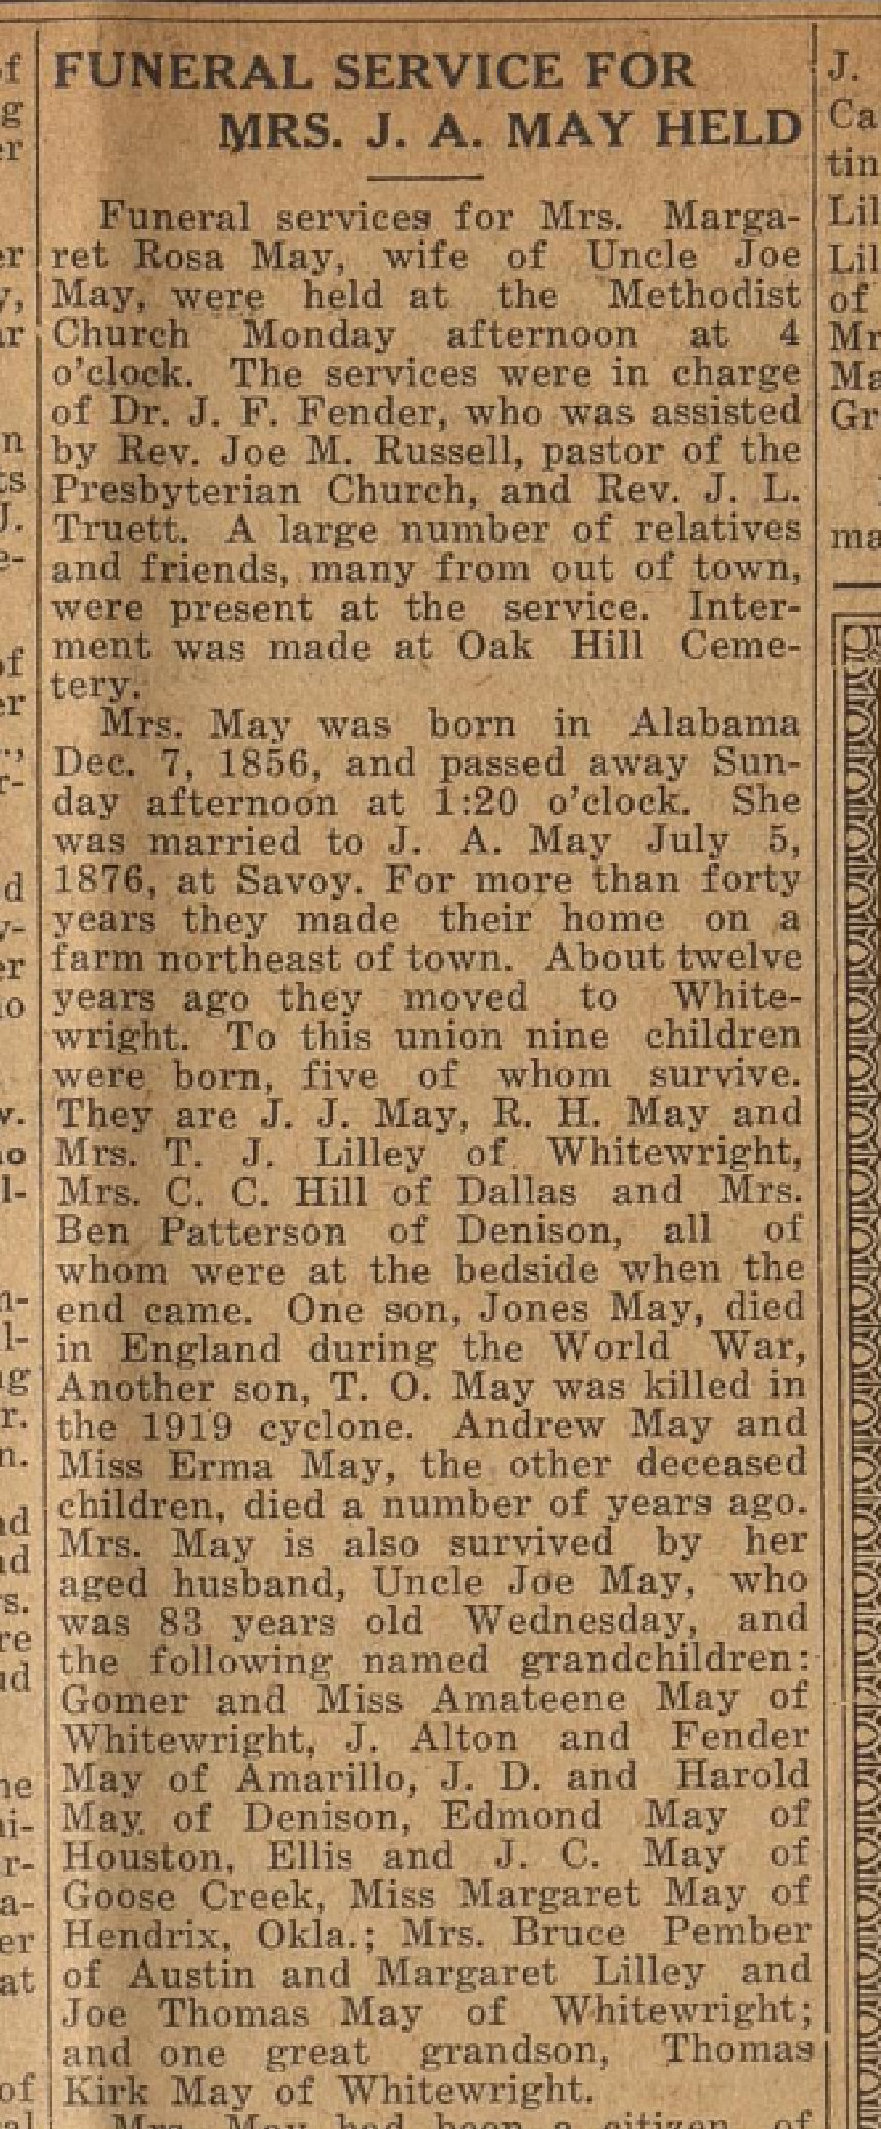 FUNERAL SERVICE FOR
MRS. J. A. MAY HELD
Funeral services for Mrs. Marga-
ret Rosa May, wife of Uncle Joe
May, were held at the Methodist
Church Monday afternoon at 4
o'clock. The services were in charge
of Dr. J. F. Fender, who was assisted
by Rev. Joe M. Russell, pastor of the
Presbyterian Church, and Rev. J. L.
Truett. A large number of relatives
and friends, many from out of town,
were present at the service. Inter-
ment was made at Oak Hill Ceme-
tery.
Mrs. May was born in Alabama
Dec. 7, 1856, and passed away Sun-
day afternoon at 1:20 o'clock. She
was married to J. A. May July 5,
1876, at Savoy. For more than forty
years they made their home on a
farm northeast of town. About twelve
years ago they moved to White-
wright. To this union nine children
were born, five of whom survive.
They are J. J. May, R. H. May and
Mrs. T. J. Lilley of Whitewright,
Mrs. C. C. Hill of Dallas and Mrs.
Ben Patterson of Denison, all of
whom were at the bedside when the
end came. One son, Jones May, died
in England during the World War,
Another son, T. O. May was killed in
the 1919 cyclone. Andrew May and
Miss Erma May, the other deceased
children, died a number of years ago.
Mrs. May is also survived by her
aged husband, Uncle Joe May, who
was 83 years old Wednesday, and
the following named grandchildren:
Gomer and Miss Amateene May of
Whitewright, J. Alton and Fender
May of Amarillo, J. D. and Harold
May of Denison, Edmond May of
Houston, Ellis and J. C. May of
Goose Creek, Miss Margaret May of
Hendrix, Okla.; Mrs. Bruce Pember
of Austin and Margaret Lilley and
Joe Thomas May of Whitewright;
and one great grandson, Thomas
Kirk May of Whitewright.
Mrs. May had been a citizen of